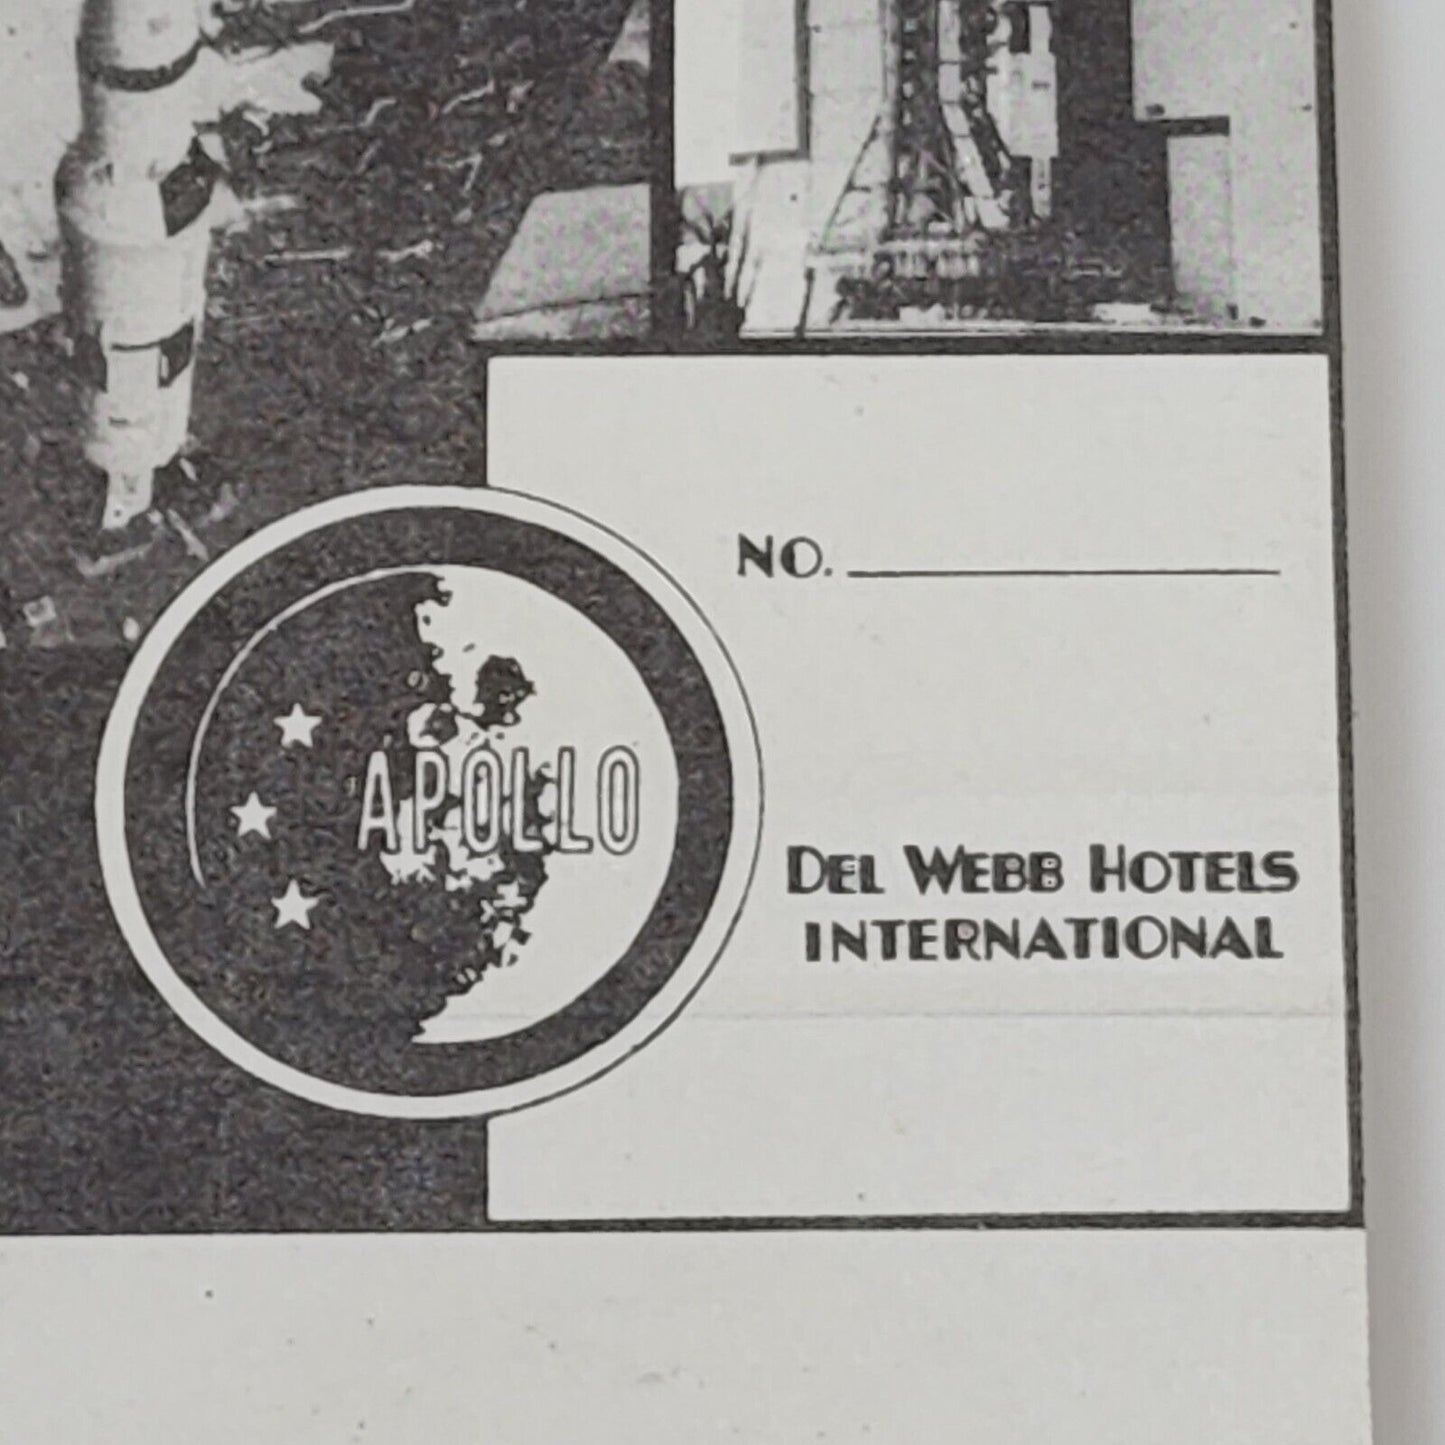 NO.
APOLLO
DEL WEBB HOTELS
INTERNATIONAL